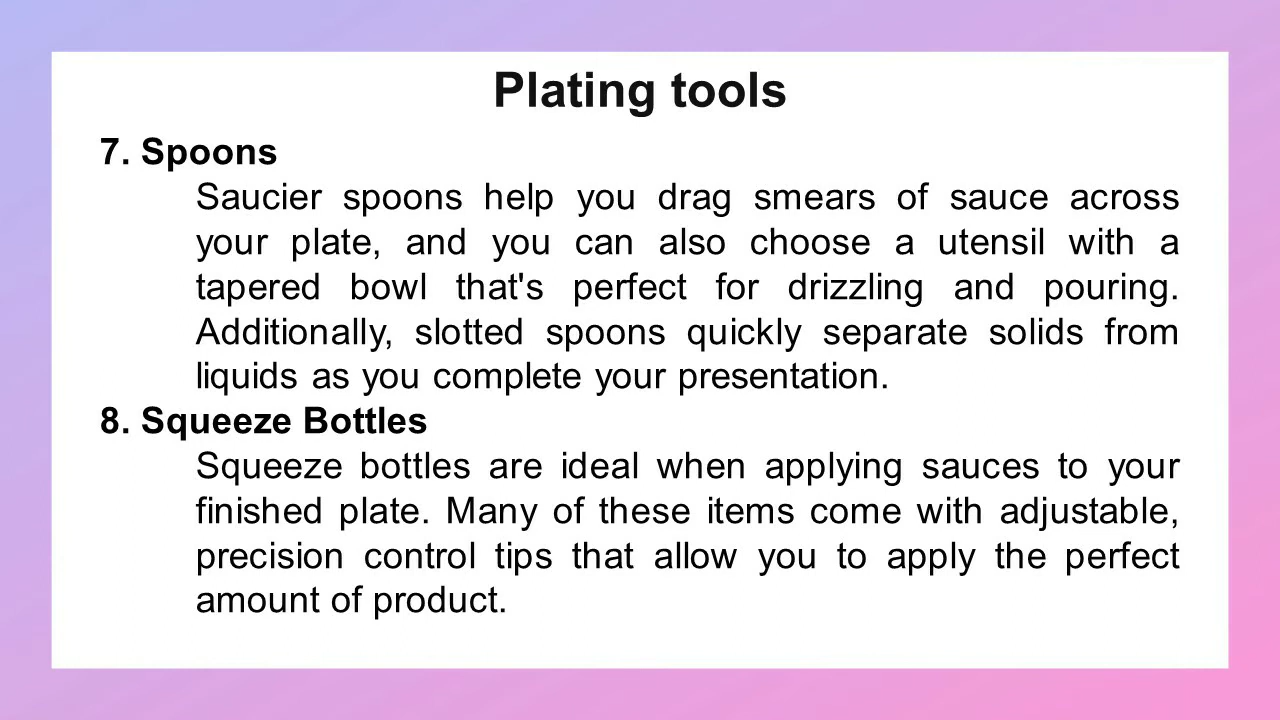 Plating tools
7. Spoons
Saucier spoons help you drag smears of sauce across
your plate, and you can also choose a utensil with a
tapered bowl that's perfect for drizzling and pouring.
Additionally, slotted spoons quickly separate solids from
liquids as you complete your presentation.
8. Squeeze Bottles
Squeeze bottles are ideal when applying sauces to your
finished plate. Many of these items come with adjustable,
precision control tips that allow you to apply the perfect
amount of product.